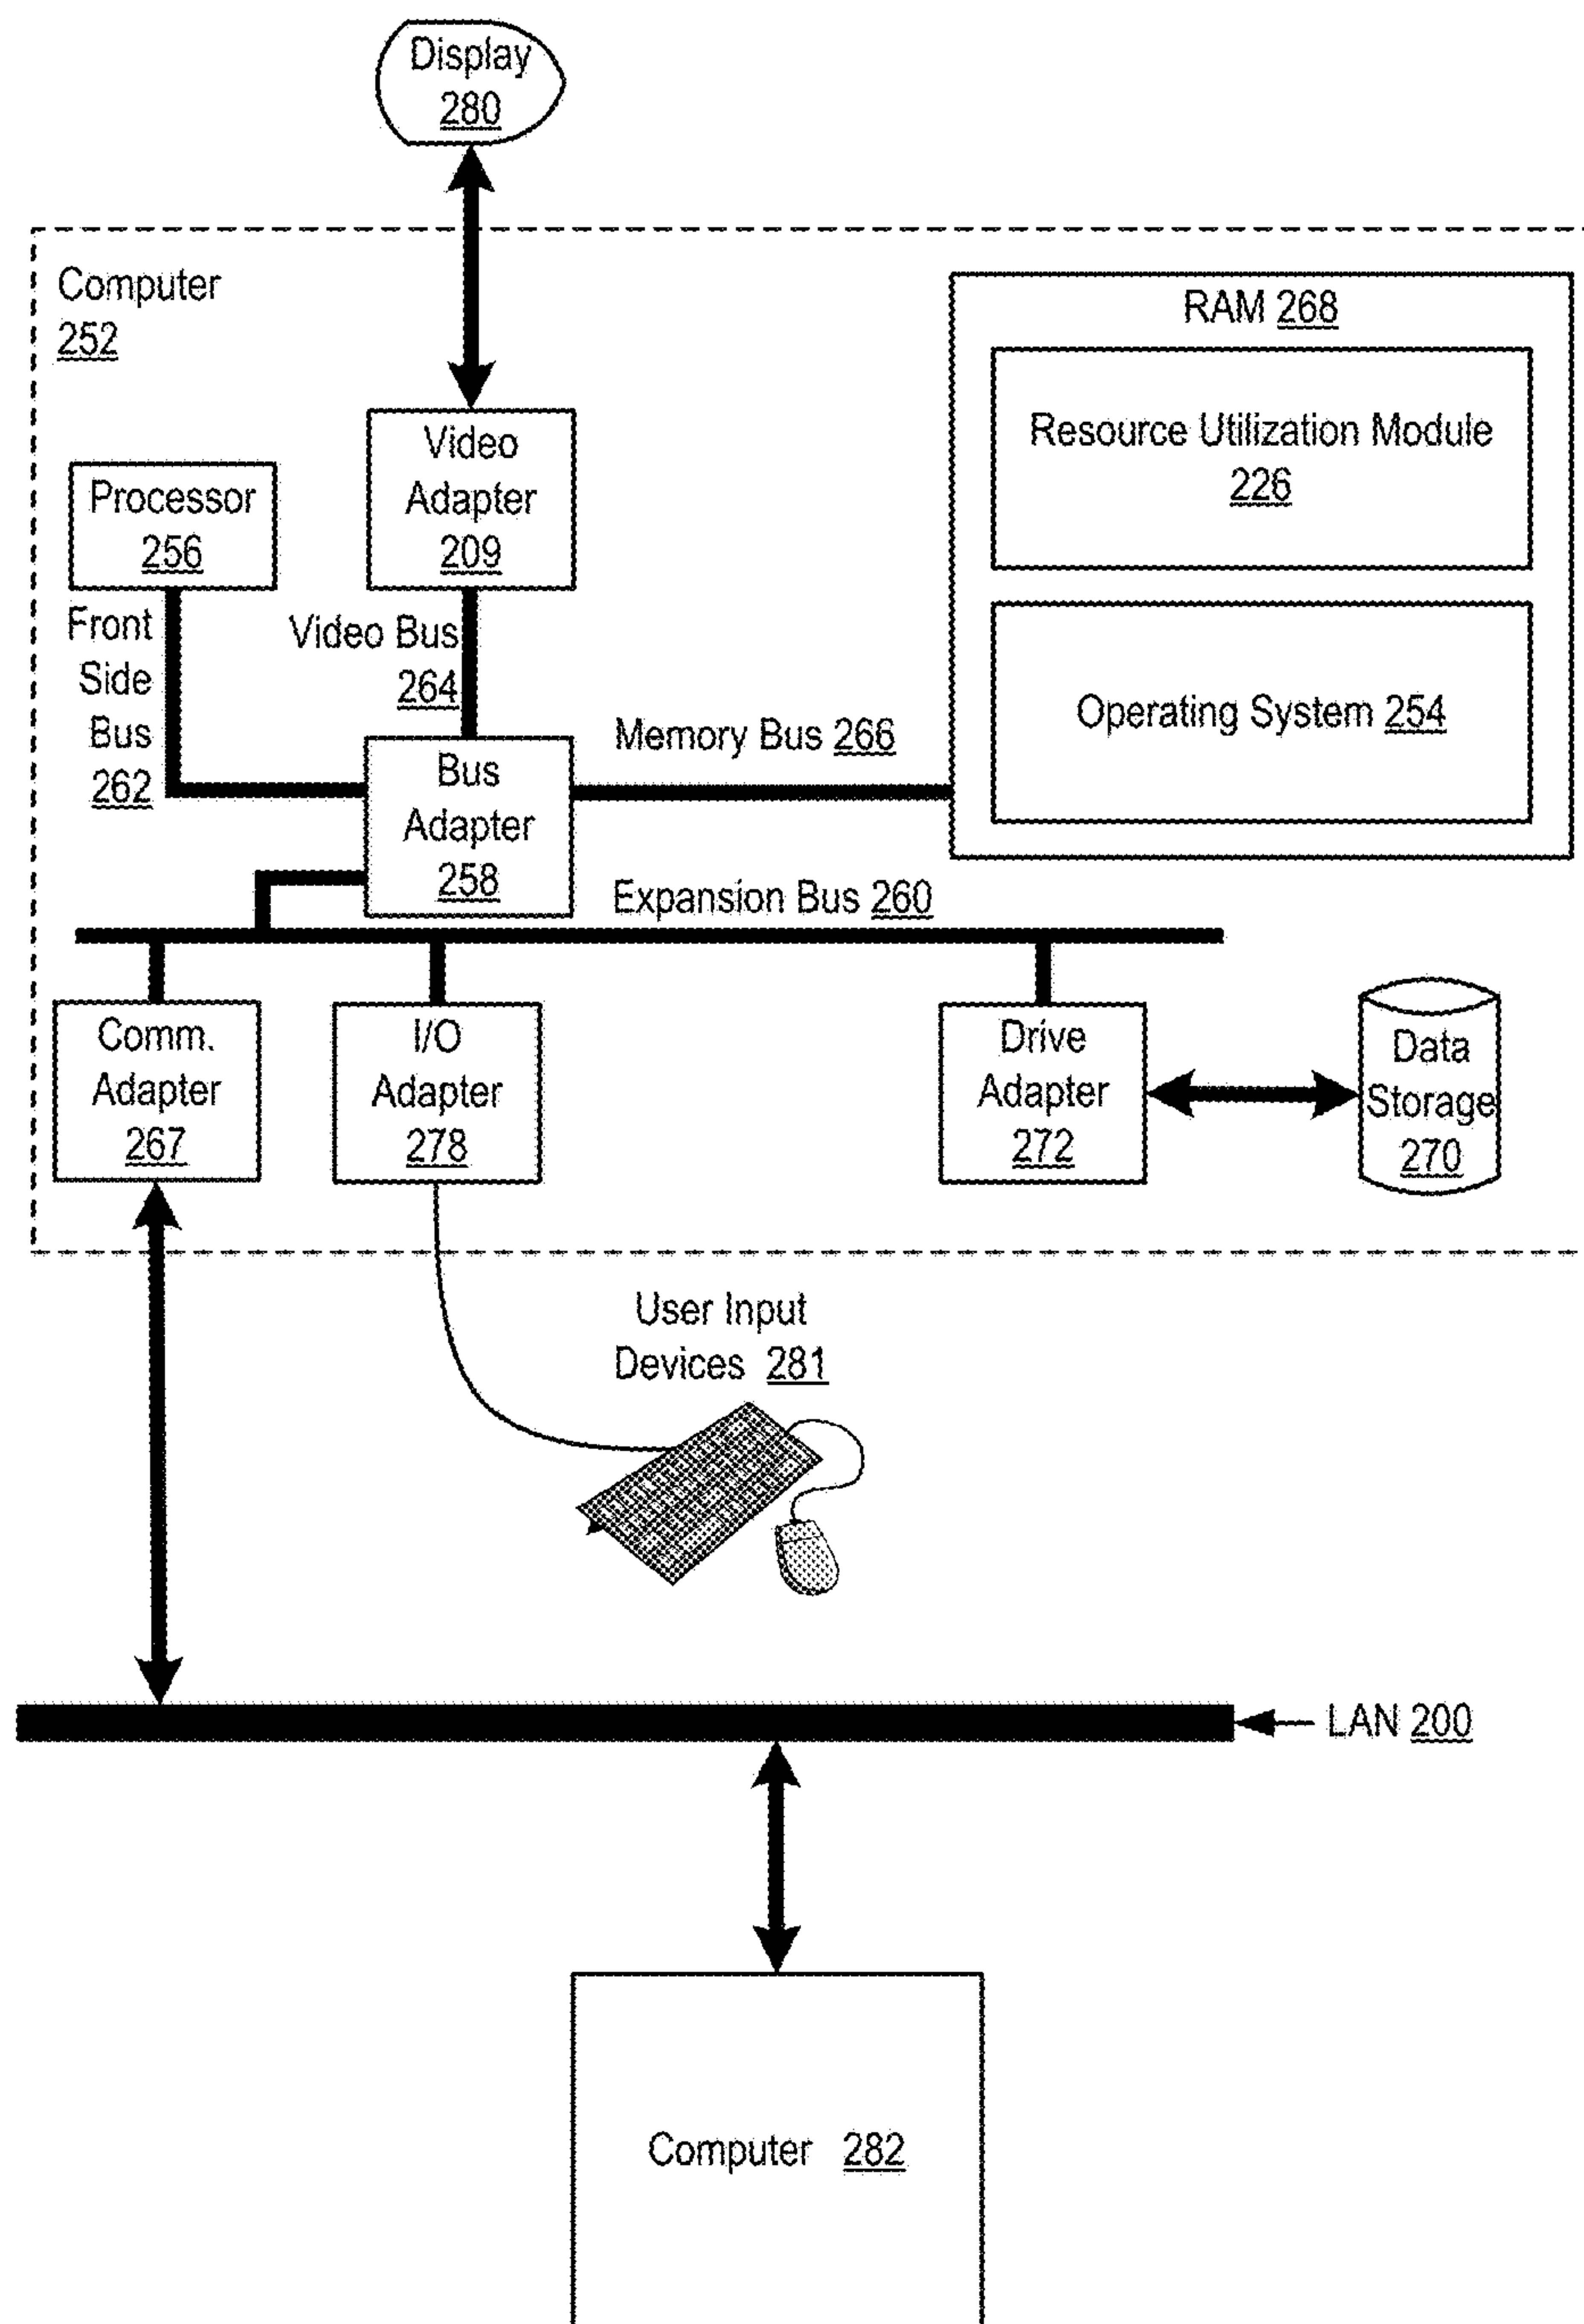 Display
280
Computer
252
RAM 268
Resource Utilization Module
226
Video
Adapter
209
Processor
256
Front
Side
Bus
262
Video Bus
264
Operating System 254
Memory Bus 266
Bus
Adapter
258
Expansion Bus 260
Comm.
Adapter
267
I/O
Adapter
278
Drive
Adapter
272
Data
Storage
270
User Input
Devices 281
LAN 200
Computer 282